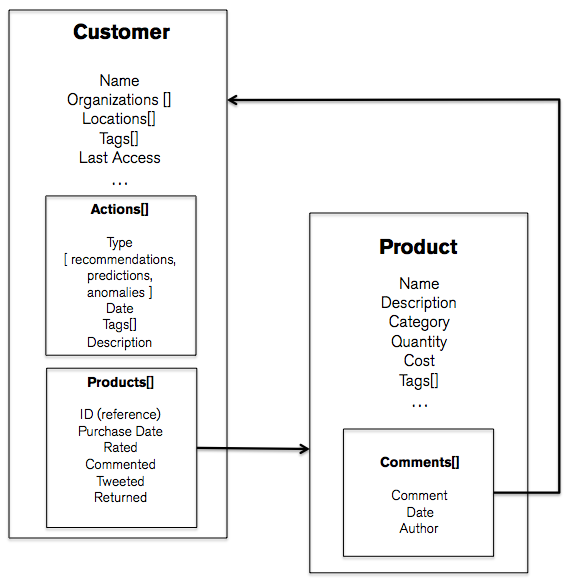 Customer
Name
Organizations []
Locations[]
Tags[]
Last Access
...
Actions[]
Type
[ recommendations,
predictions,
anomalies ]
Date
Tags[]
Description
Products[]
ID (reference)
Purchase Date
Rated
Commented
Tweeted
Returned
Product
Name
Description
Category
Quantity
Cost
Tags[]
...
Comments[]
Comment
Date
Author